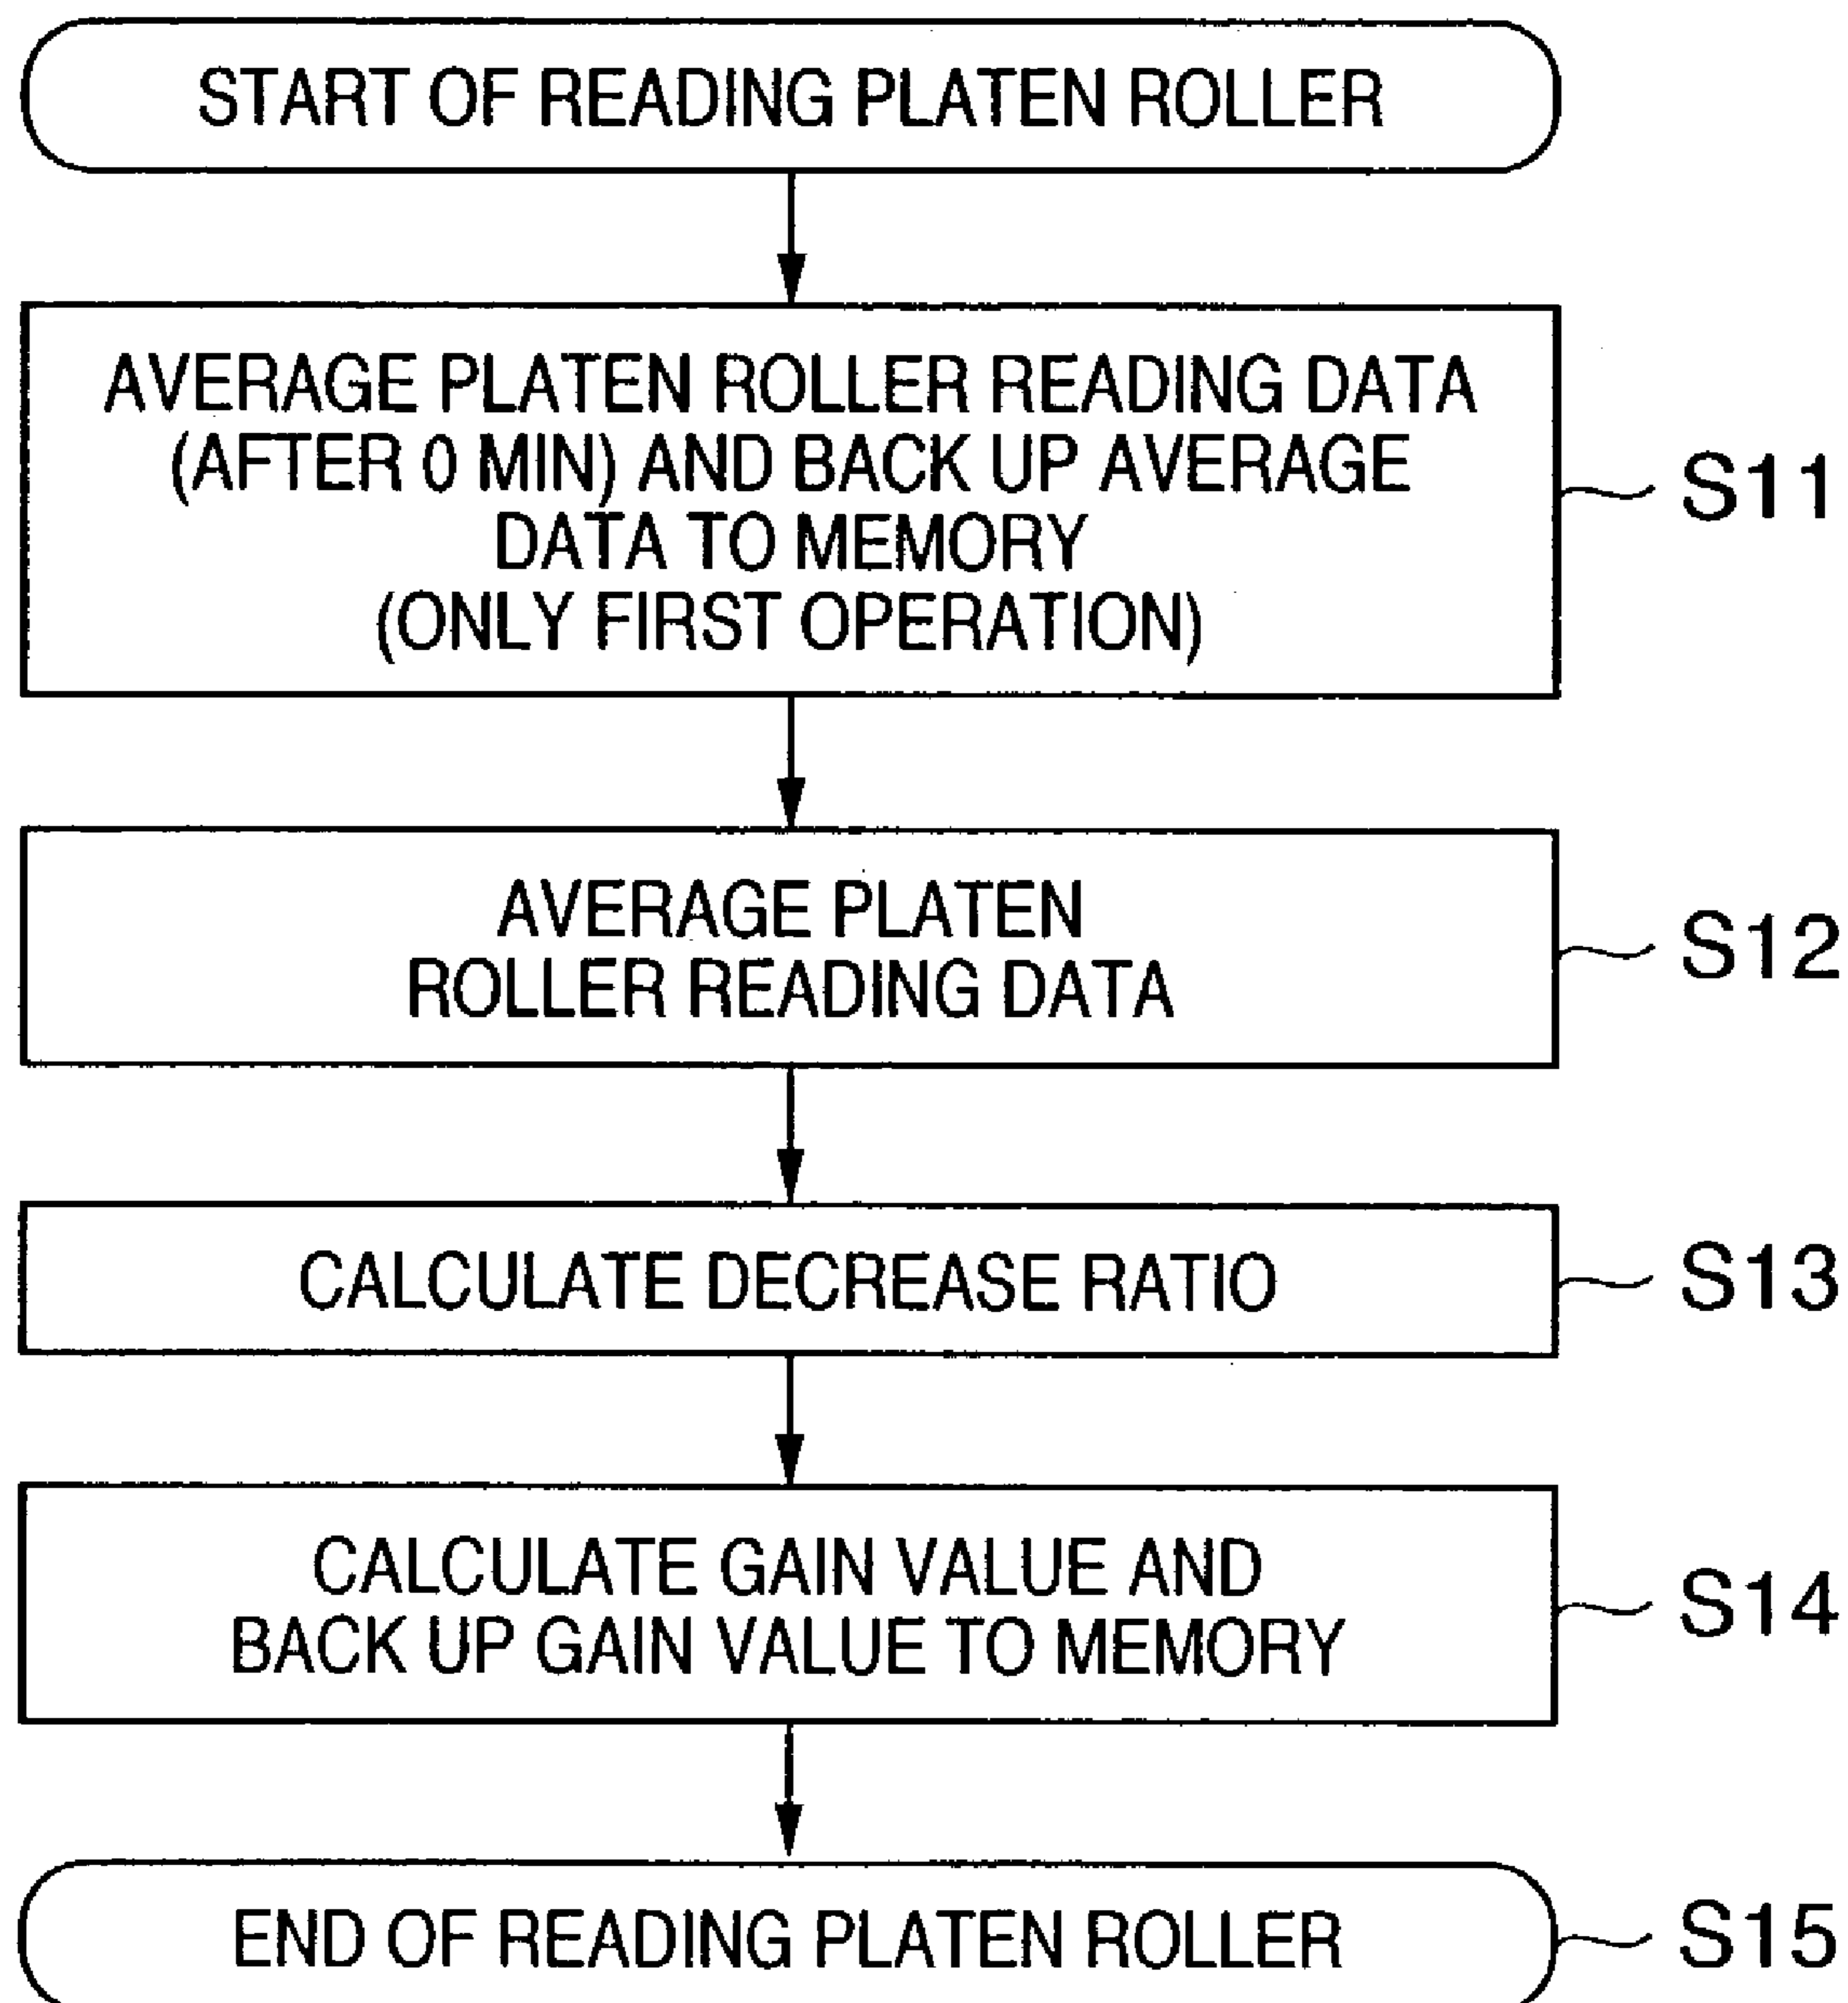 START OF READING PLATEN ROLLER
AVERAGE PLATEN ROLLER READING DATA
(AFTER 0 MIN) AND BACK UP AVERAGE
DATA TO MEMORY
(ONLY FIRST OPERATION)
S11
AVERAGE PLATEN
ROLLER READING DATA
S12
CALCULATE DECREASE RATIO
S13
CALCULATE GAIN VALUE AND
BACK UP GAIN VALUE TO MEMORY
S14
END OF READING PLATEN ROLLER
S15